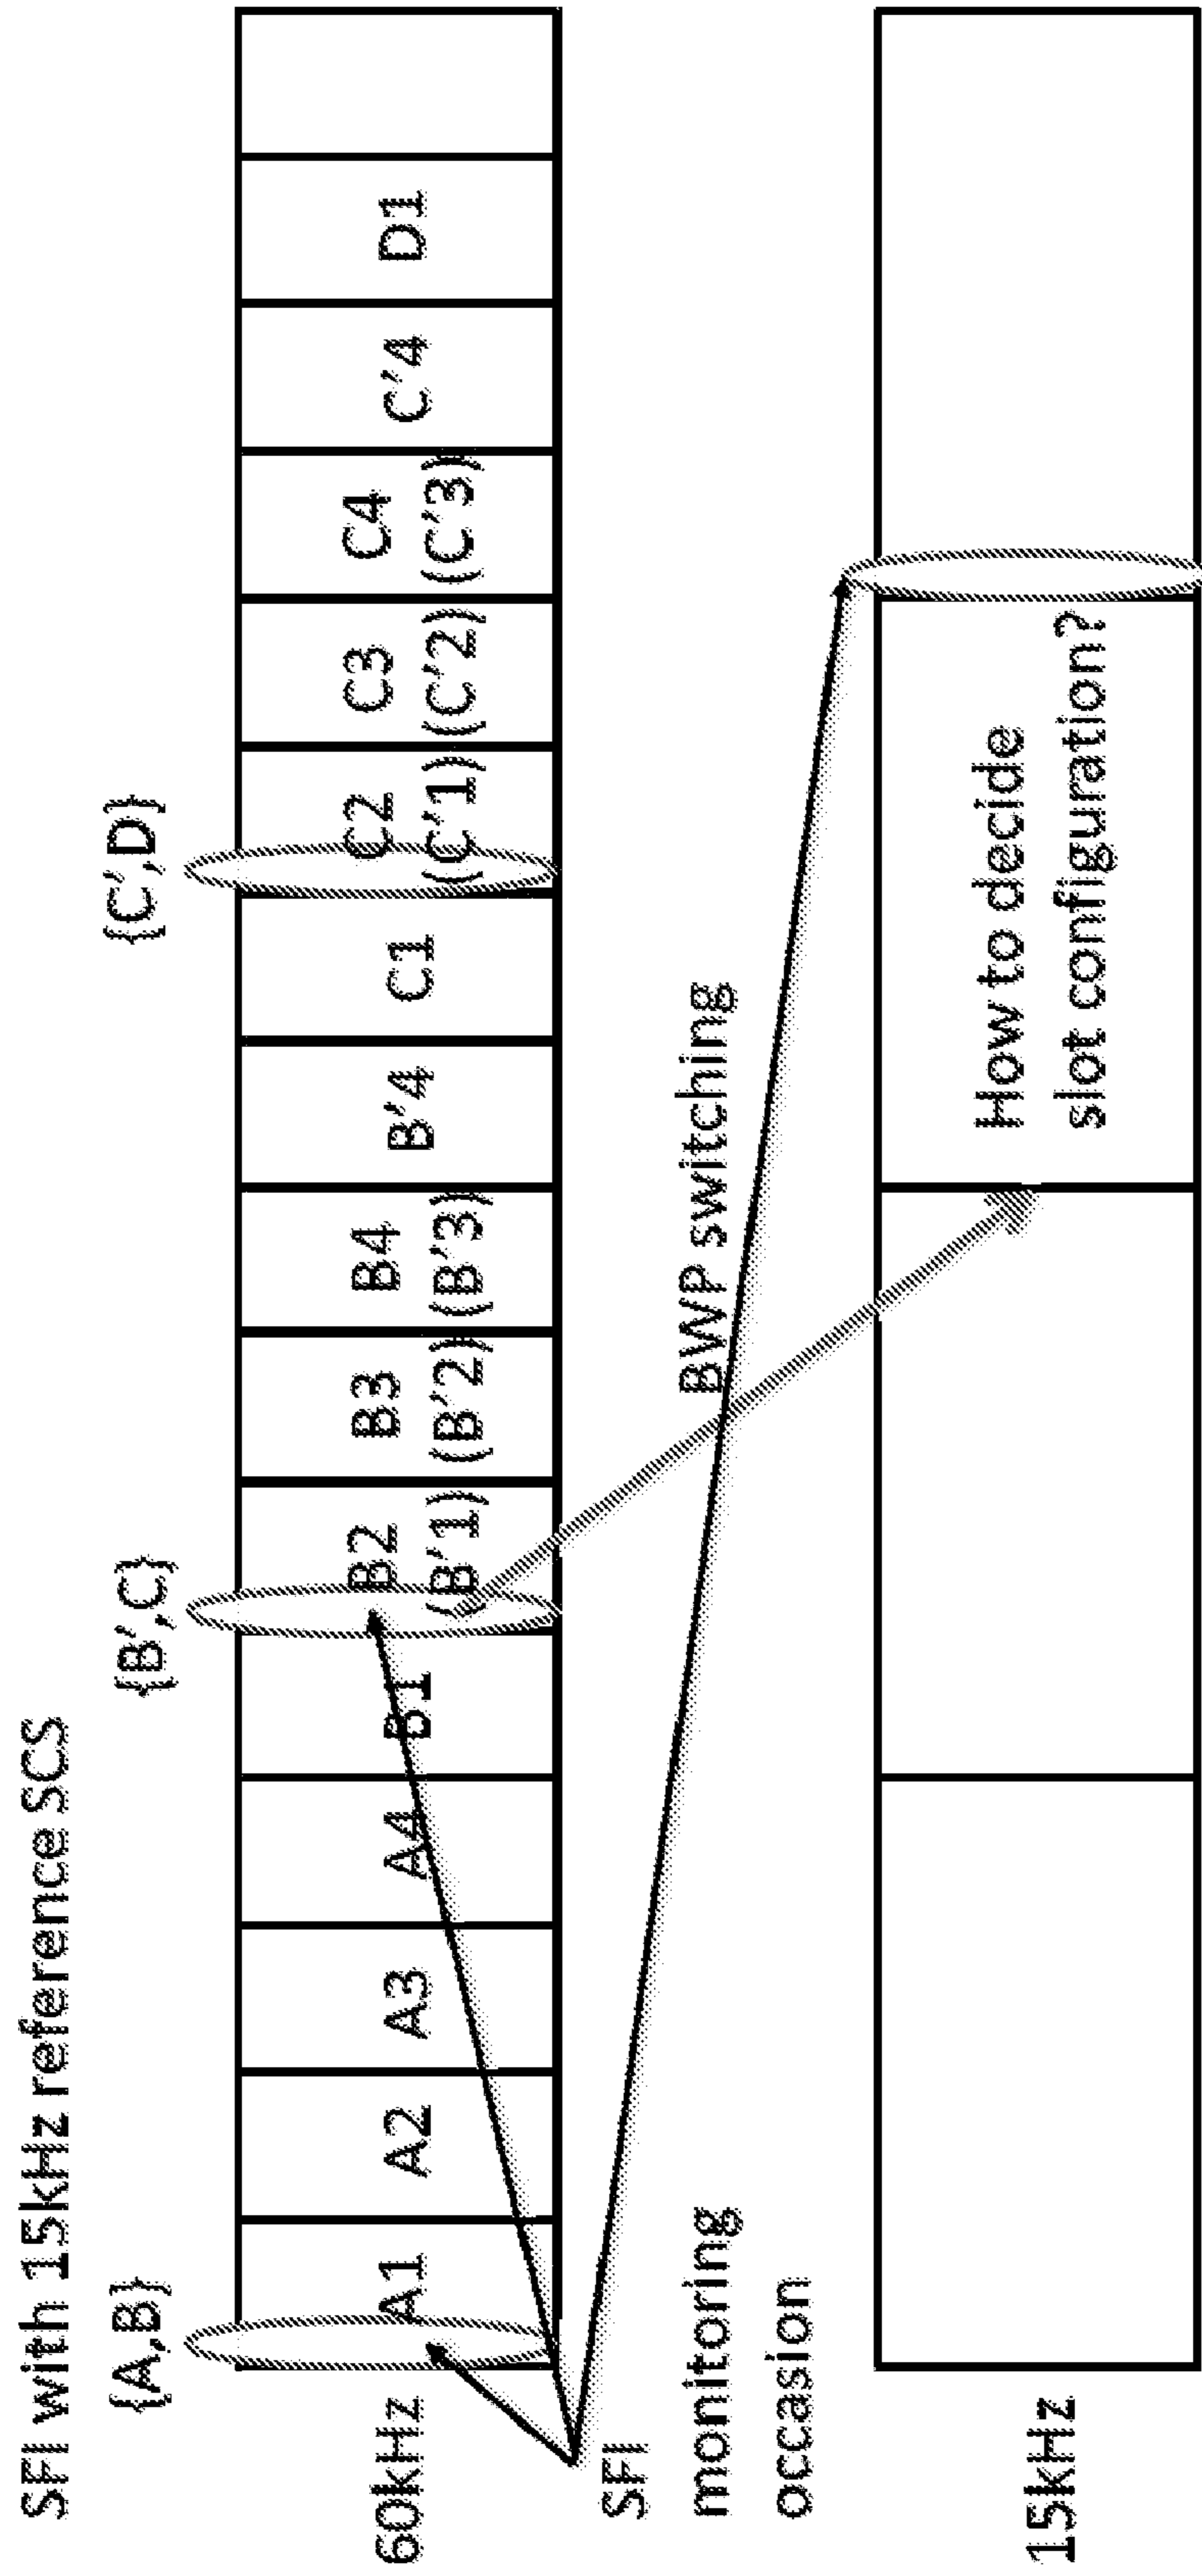 SFI with 15kHz reference SCS
{A,B}
{B',C}
{C',D}
60kHz
A1
A2
A3
A4
B1
B2
(B'1)
B3
(B'2)
B4
(B'3)
B'4
C1
C2
(C'1)
C3
(C'2)
C4
(C'3)
C'4
D1
SFI
monitoring
occasion
BWP switching
15kHz
How to decide
slot configuration?